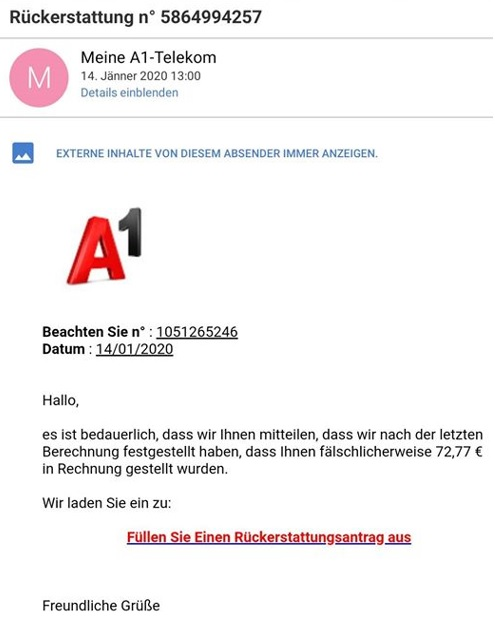 Rückerstattung n° 5864994257
M
Meine A1-Telekom
14. Jänner 2020 13:00
Details einblenden
EXTERNE INHALTE VON DIESEM ABSENDER IMMER ANZEIGEN.
A1
Beachten Sie n° : 1051265246
Datum : 14/01/2020
Hallo,
es ist bedauerlich, dass wir Ihnen mitteilen, dass wir nach der letzten
Berechnung festgestellt haben, dass Ihnen fälschlicherweise 72,77 €
in Rechnung gestellt wurden.
Wir laden Sie ein zu:
Füllen Sie Einen Rückerstattungsantrag aus
Freundliche Grüße